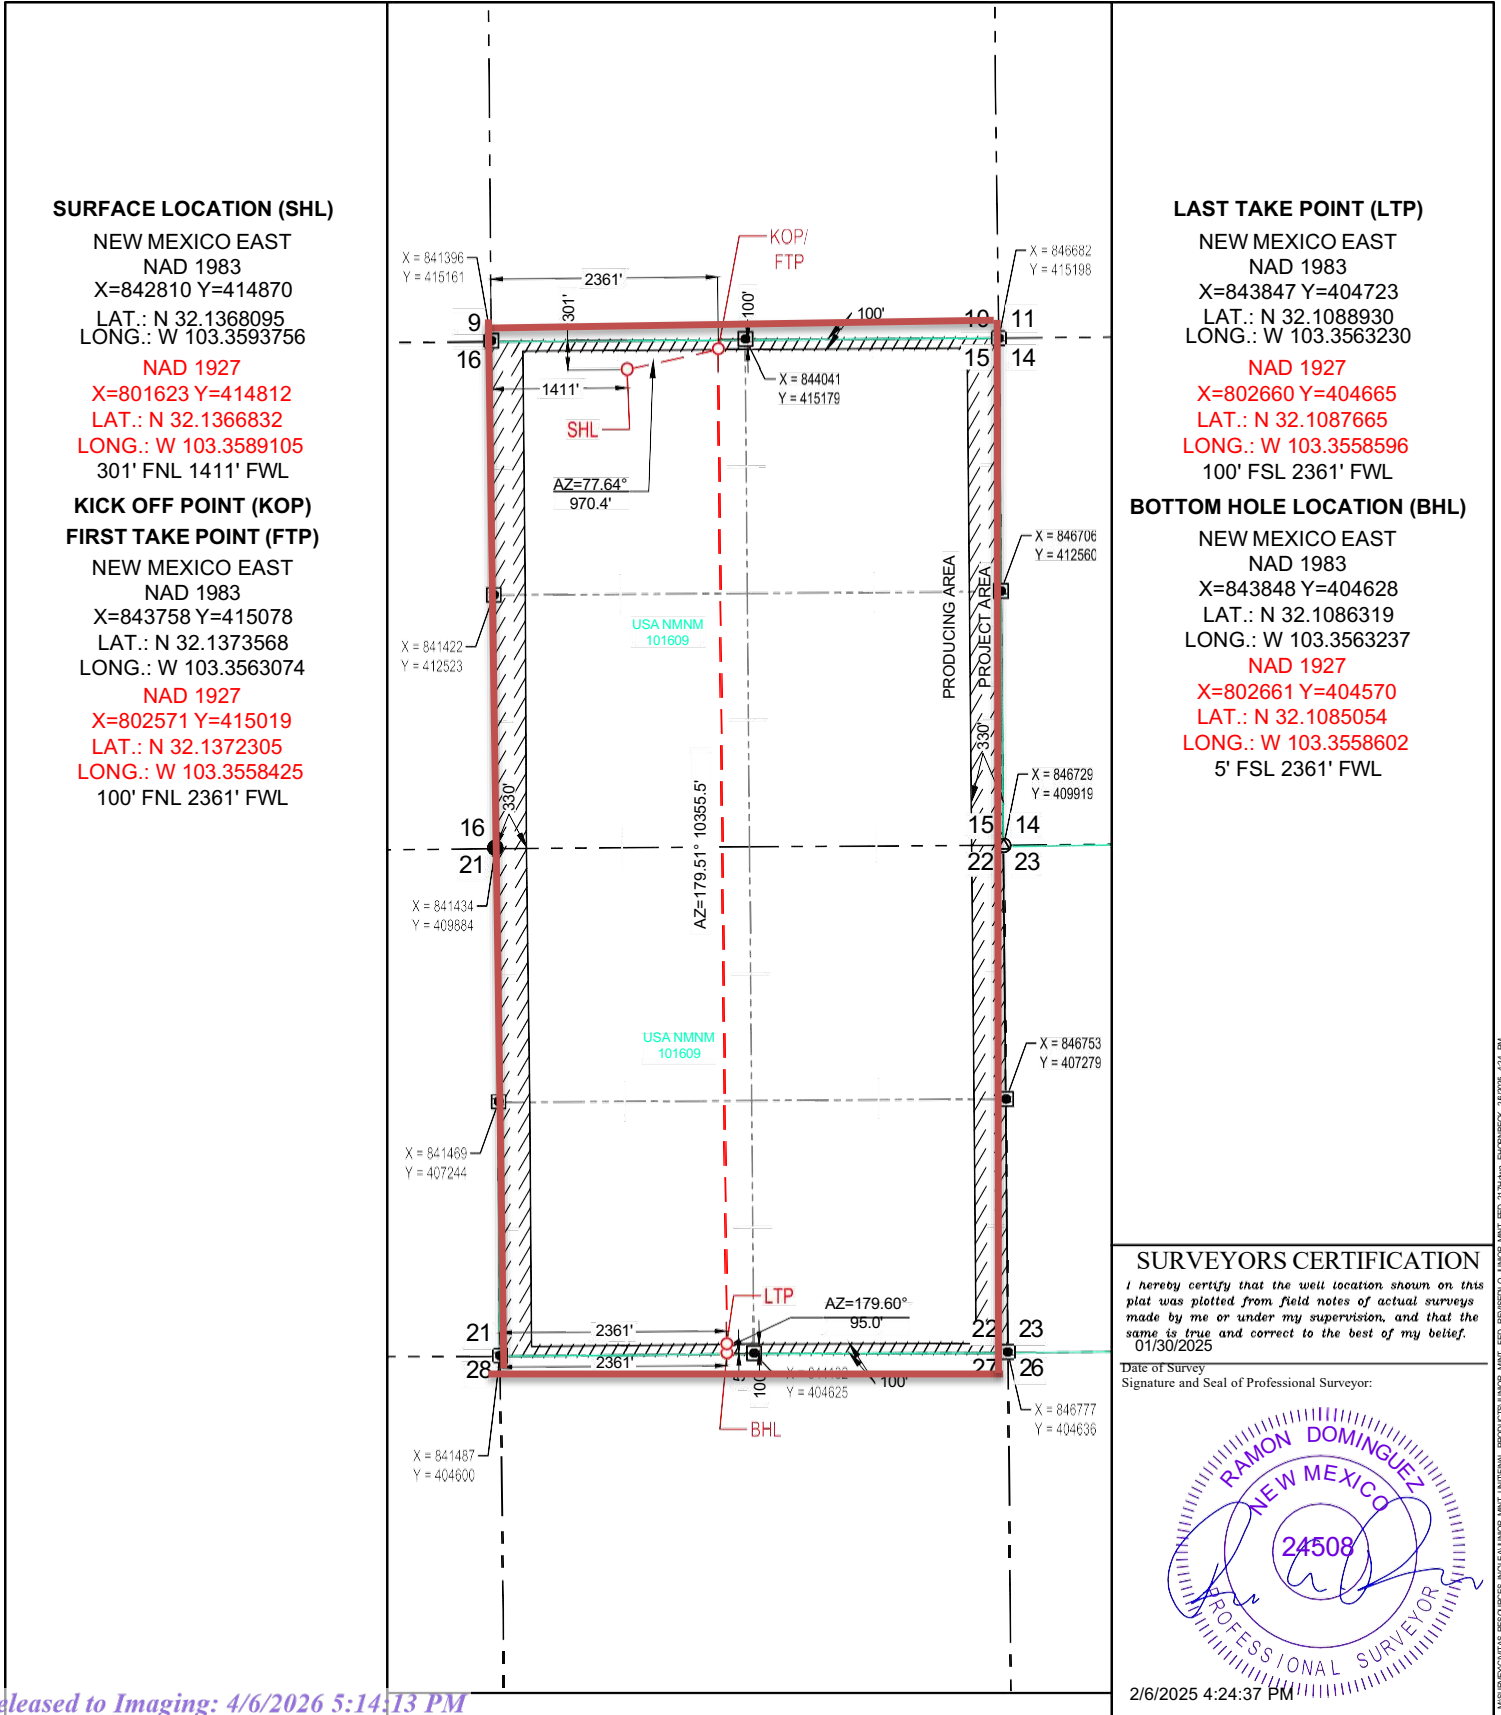 SURFACE LOCATION (SHL)
NEW MEXICO EAST
NAD 1983
X=842810 Y=414870
LAT.: N 32.1368095
LONG.: W 103.3593756
NAD 1927
X=801623 Y=414812
LAT.: N 32.1366832
LONG.: W 103.3589105
301' FNL 1411' FWL
KICK OFF POINT (KOP)
FIRST TAKE POINT (FTP)
NEW MEXICO EAST
NAD 1983
X=843758 Y=415078
LAT.: N 32.1373568
LONG.: W 103.3563074
NAD 1927
X=802571 Y=415019
LAT.: N 32.1372305
LONG.: W 103.3558425
100' FNL 2361' FWL
X = 841396
Y = 415161
KOP/
FTP
X = 846682
Y = 415198
2361'
301'
100'
100'
9
10
11
16
15
14
1411'
X = 844041
Y = 415179
SHL
AZ=77.64°
970.4'
X = 846706
Y = 412560
PRODUCING AREA
PROJECT AREA
USA NMNM
101609
X = 841422
Y = 412523
330'
330'
X = 846729
Y = 409919
AZ=179.51° 10355.5'
16
15
14
21
22
23
X = 841434
Y = 409884
USA NMNM
101609
X = 846753
Y = 407279
X = 841469
Y = 407244
LTP
AZ=179.60°
95.0'
21
2361'
22
23
28
2361'
27
26
5'
100'
Y = 404625
100'
X = 846777
Y = 404636
BHL
X = 841487
Y = 404600
LAST TAKE POINT (LTP)
NEW MEXICO EAST
NAD 1983
X=843847 Y=404723
LAT.: N 32.1088930
LONG.: W 103.3563230
NAD 1927
X=802660 Y=404665
LAT.: N 32.1087665
LONG.: W 103.3558596
100' FSL 2361' FWL
BOTTOM HOLE LOCATION (BHL)
NEW MEXICO EAST
NAD 1983
X=843848 Y=404628
LAT.: N 32.1086319
LONG.: W 103.3563237
NAD 1927
X=802661 Y=404570
LAT.: N 32.1085054
LONG.: W 103.3558602
5' FSL 2361' FWL
SURVEYORS CERTIFICATION
I hereby certify that the well location shown on this
plat was plotted from field notes of actual surveys
made by me or under my supervision, and that the
same is true and correct to the best of my belief.
01/30/2025
Date of Survey
Signature and Seal of Professional Surveyor:
RAMON DOMINGUEZ
NEW MEXICO
24508
PROFESSIONAL SURVEYOR
2/6/2025 4:24:37 PM
eleased to Imaging: 4/6/2026 5:14:13 PM